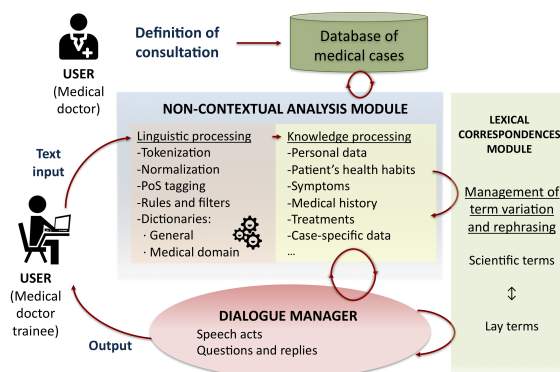 Definition of
consultation
Database of
medical cases
USER
(Medical
doctor)
NON-CONTEXTUAL ANALYSIS MODULE
Linguistic processing
-Tokenization
-Normalization
-PoS tagging
-Rules and filters
-Dictionaries:
· General
· Medical domain
Knowledge processing
-Personal data
-Patient's health habits
-Symptoms
-Medical history
-Treatments
-Case-specific data
...
LEXICAL
CORRESPONDENCES
MODULE
Management of
term variation
and rephrasing
Scientific terms
↕
Lay terms
Text
input
USER
(Medical
doctor
trainee)
Output
DIALOGUE MANAGER
Speech acts
Questions and replies